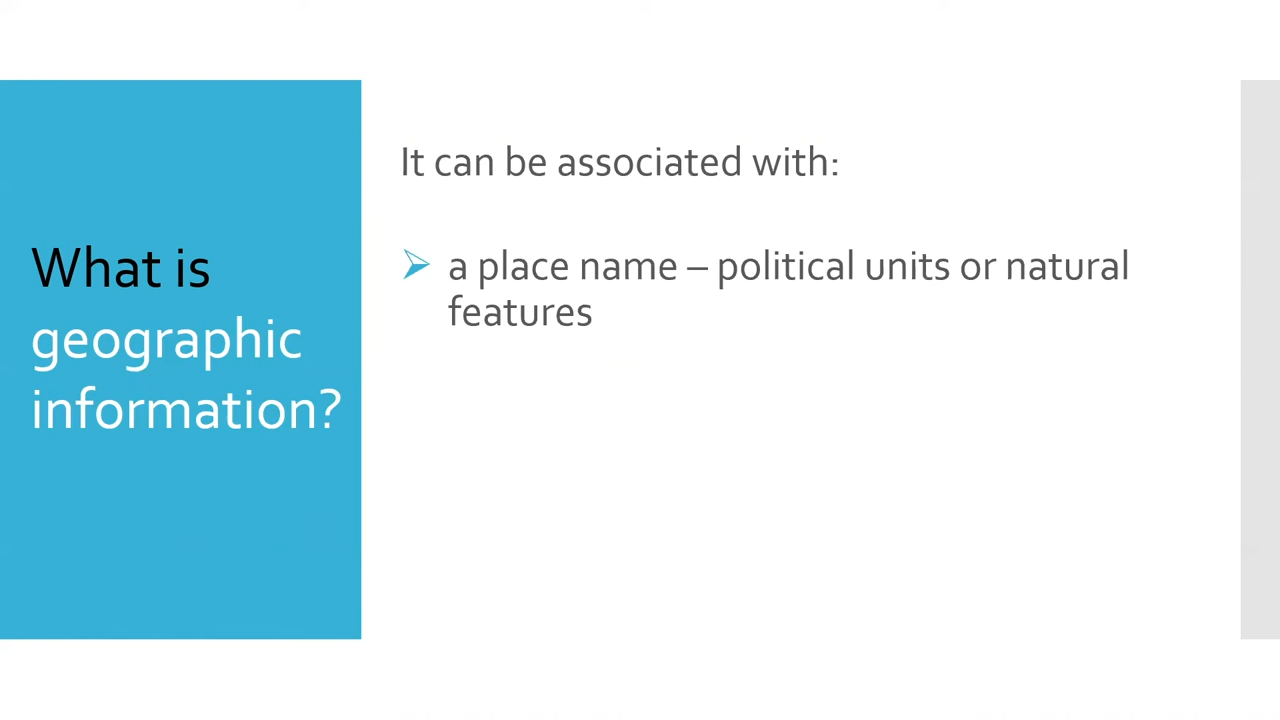 What is
geographic
information?
It can be associated with:
➢ a place name – political units or natural
features